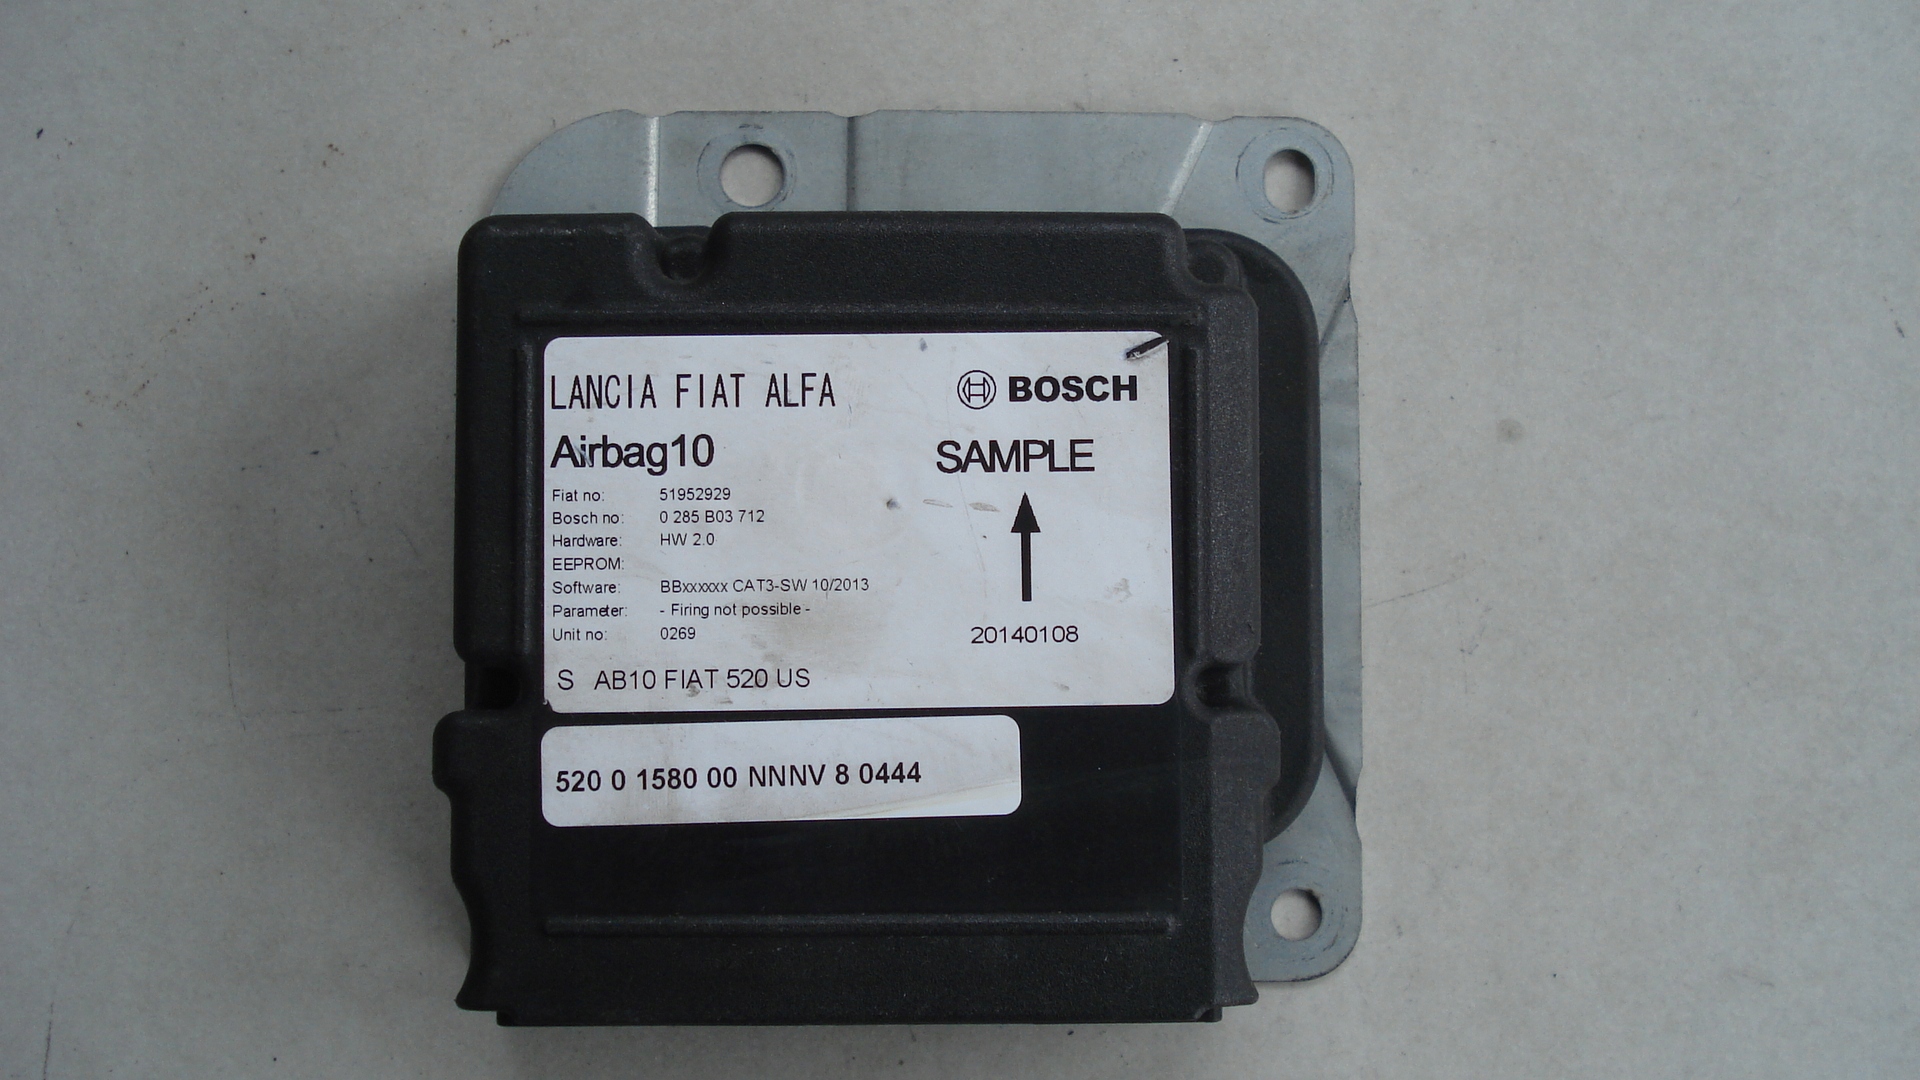 LANCIA FIAT ALFA
BOSCH
Airbag10
SAMPLE
Fiat no: 51952929
Bosch no: 0 285 B03 712
Hardware: HW 2.0
EEPROM:
Software: BBxxxxxx CAT3-SW 10/2013
Parameter: - Firing not possible -
Unit no: 0269
20140108
S AB10 FIAT 520 US
520 0 1580 00 NNNV 8 0444